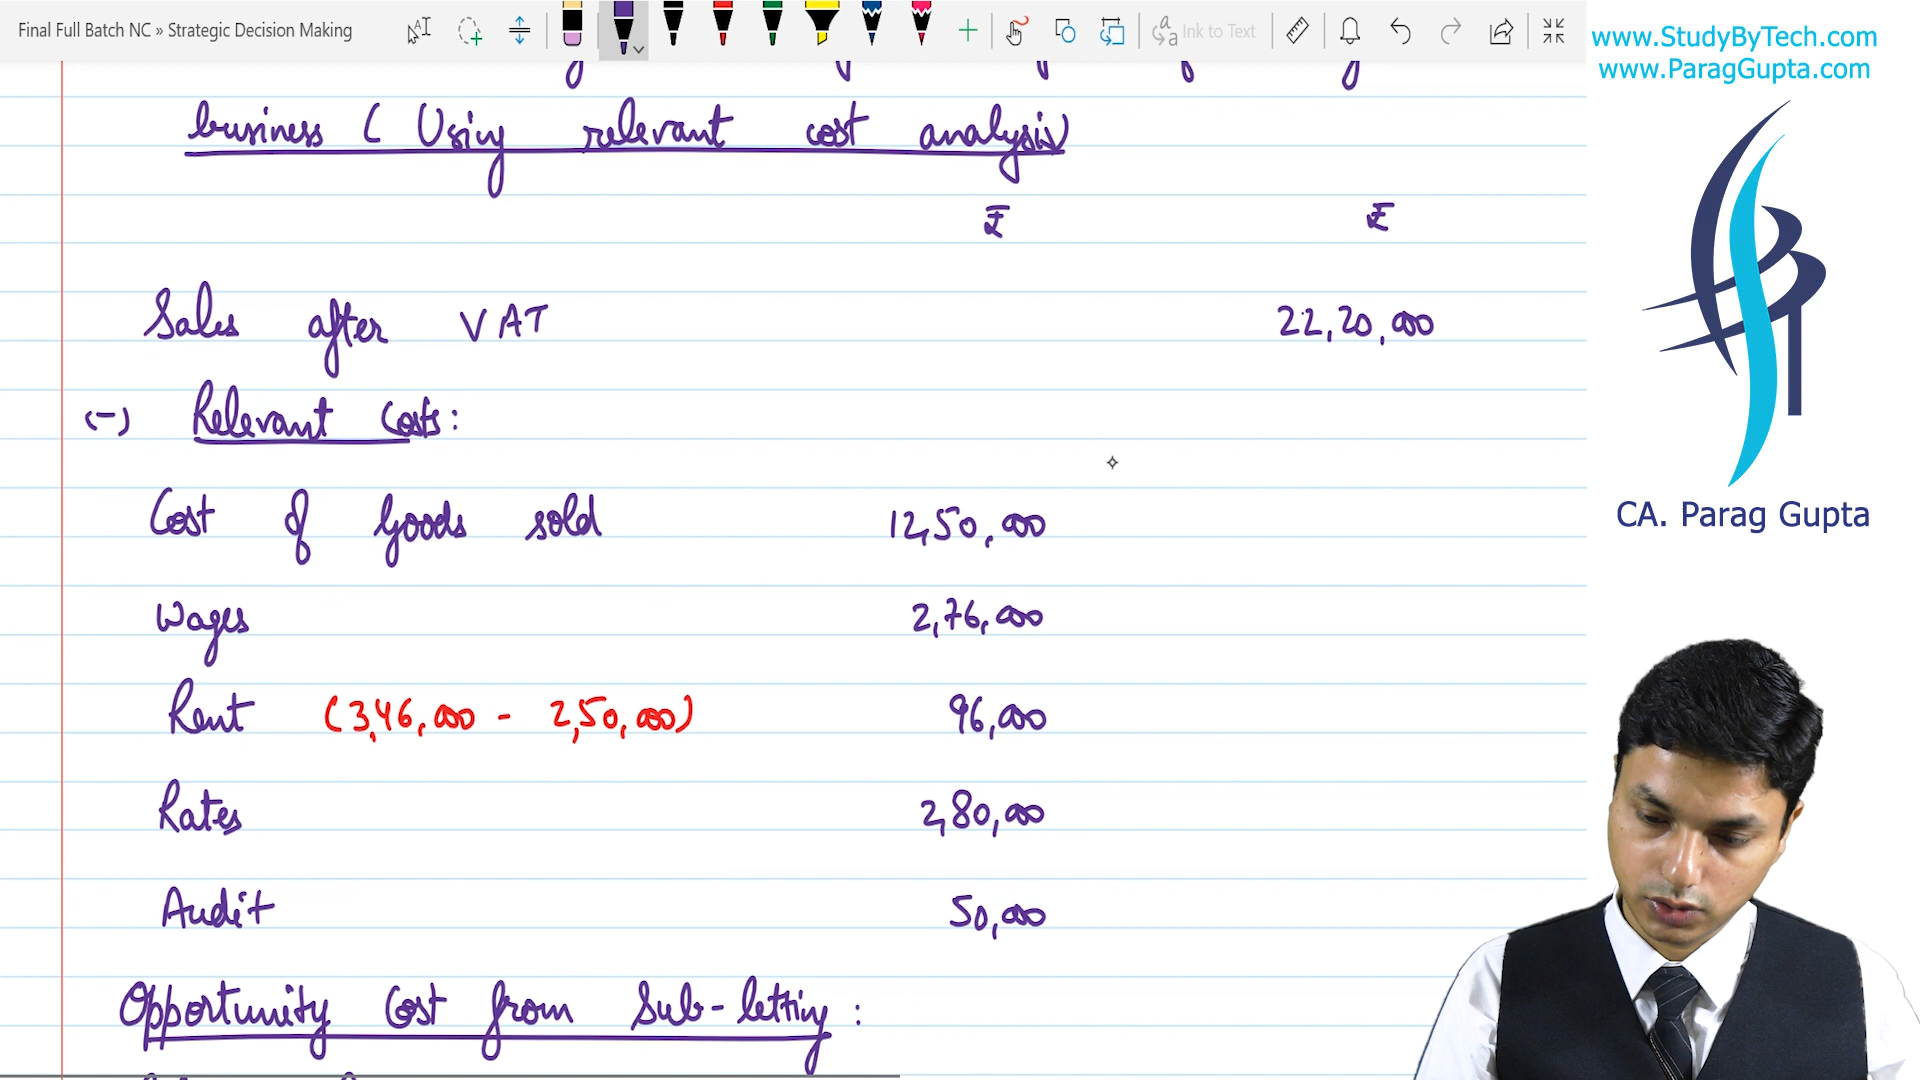 Final Full Batch NC » Strategic Decision Making
Ink to Text
www.StudyByTech.com
www.ParagGupta.com
business ( Using relevant cost analysis)
₹ ₹
Sales after VAT 22,20,000
(-) Relevant Costs:
Cost of goods sold 12,50,000
Wages 2,76,000
Rent (3,46,000 - 2,50,000) 96,000
Rates 2,80,000
Audit 50,000
Opportunity Cost from Sub-letting :
CA. Parag Gupta